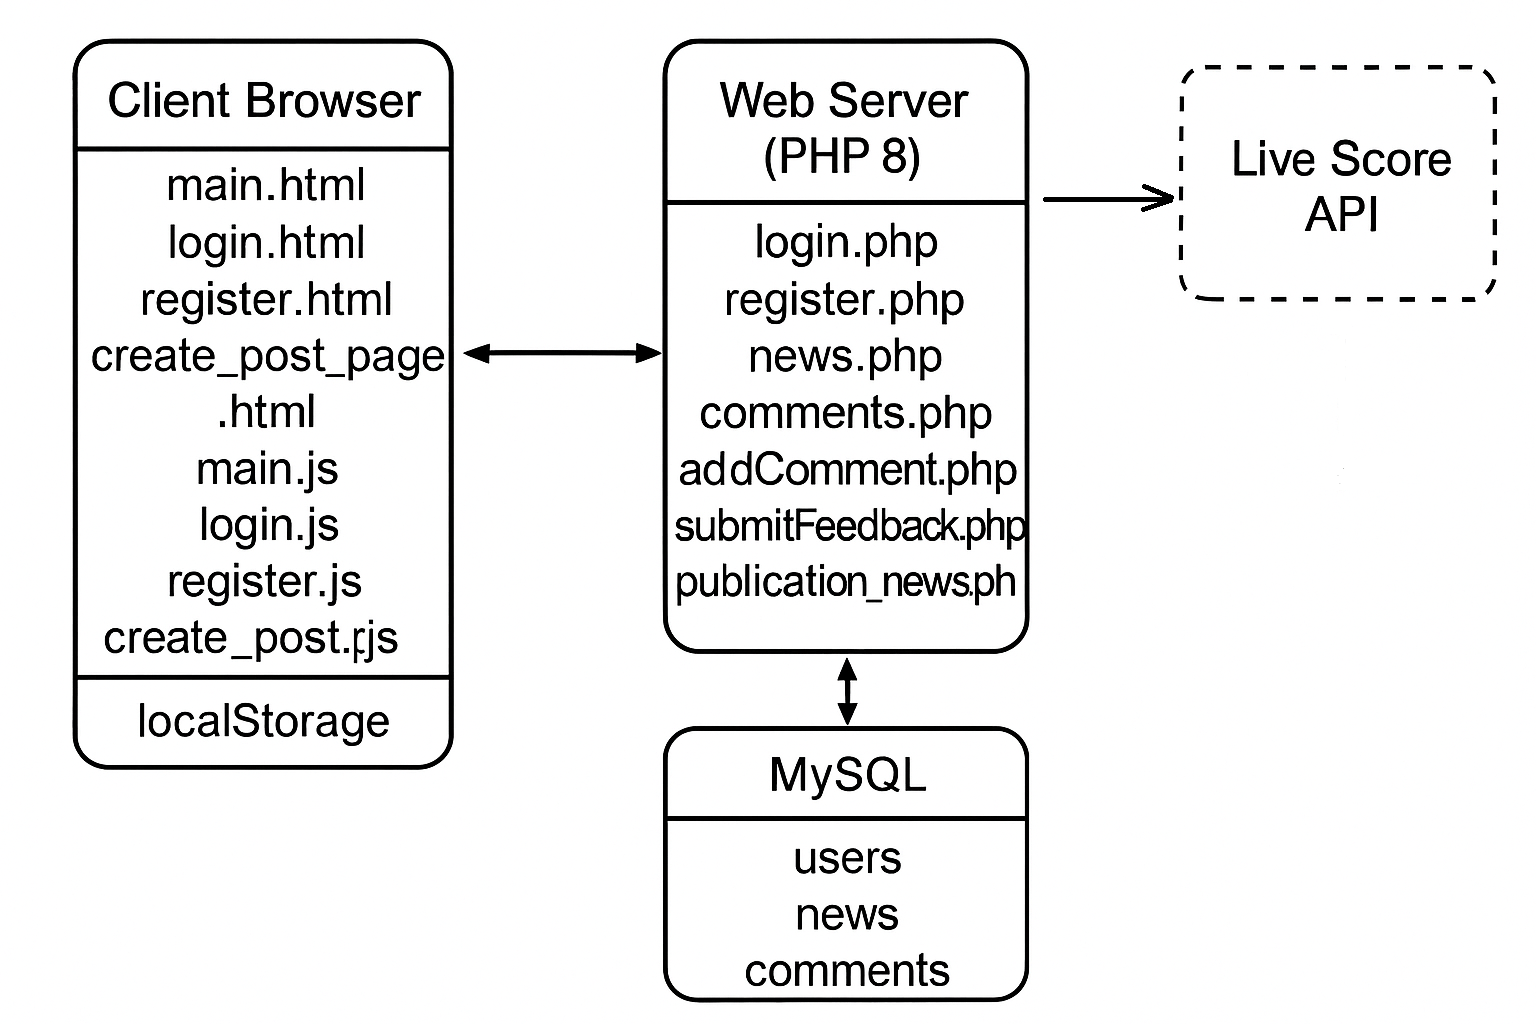 Client Browser
main.html
login.html
register.html
create_post_page
.html
main.js
login.js
register.js
create_post.rjs
localStorage
Web Server
(PHP 8)
login.php
register.php
news.php
comments.php
addComment.php
submitFeedback.php
publication_news.ph
MySQL
users
news
comments
Live Score
API